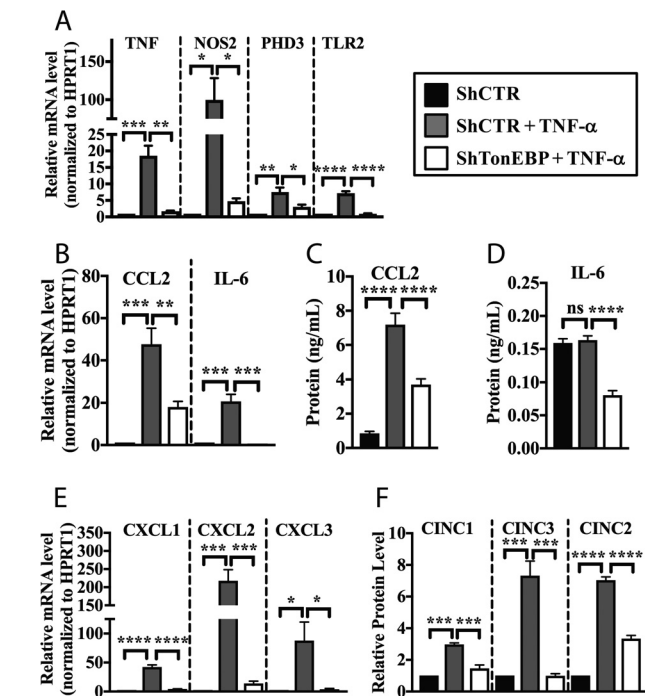 A
TNF NOS2 PHD3 TLR2
Relative mRNA level
(normalized to HPRT1)
150
100
25
20
15
10
5
0
*** ** * * ** * **** ****
ShCTR
ShCTR + TNF-α
ShTonEBP + TNF-α
B
CCL2 IL-6
Relative mRNA level
(normalized to HPRT1)
80
60
40
20
0
*** ** *** ***
C
CCL2
Protein (ng/mL)
10
8
6
4
2
0
**** ****
D
IL-6
Protein (ng/mL)
0.25
0.20
0.15
0.10
0.05
0.00
ns ****
E
CXCL1 CXCL2 CXCL3
Relative mRNA level
(normalized to HPRT1)
350
300
250
200
150
100
50
0
**** **** *** *** * *
F
CINC1 CINC3 CINC2
Relative Protein Level
10
8
6
4
2
0
*** *** *** *** **** ****